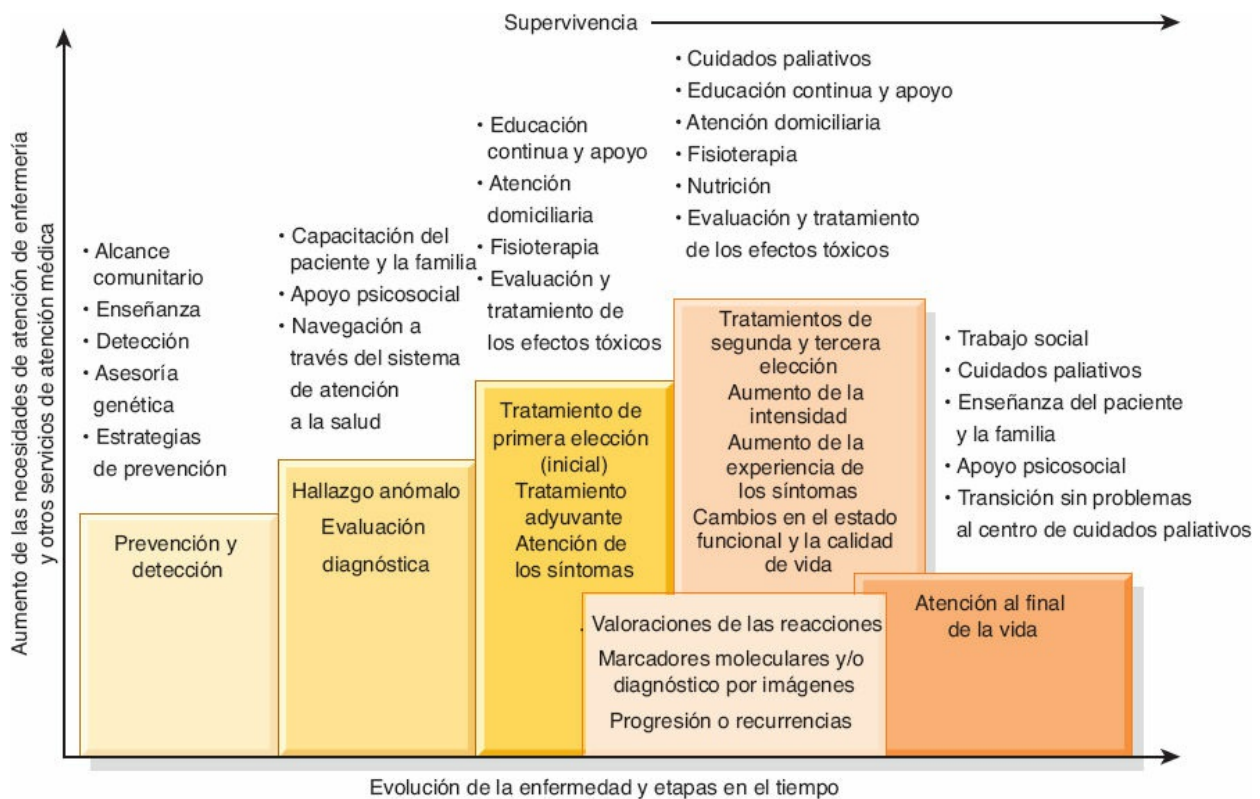 Supervivencia
Aumento de las necesidades de atención de enfermería
y otros servicios de atención médica
• Alcance
comunitario
• Enseñanza
• Detección
• Asesoría
genética
• Estrategias
de prevención
Prevención y
detección
• Capacitación del
paciente y la familia
• Apoyo psicosocial
• Navegación a
través del sistema
de atención
a la salud
Hallazgo anómalo
Evaluación
diagnóstica
• Educación
continua y apoyo
• Atención
domiciliaria
• Fisioterapia
• Evaluación y
tratamiento de
los efectos tóxicos
Tratamiento de
primera elección
(inicial)
Tratamiento
adyuvante
Atención de
los síntomas
• Cuidados paliativos
• Educación continua y apoyo
• Atención domiciliaria
• Fisioterapia
• Nutrición
• Evaluación y tratamiento
de los efectos tóxicos
Tratamientos de
segunda y tercera
elección
Aumento de la
intensidad
Aumento de la
experiencia de
los síntomas
Cambios en el estado
funcional y la calidad
de vida
. Valoraciones de las reacciones
Marcadores moleculares y/o
diagnóstico por imágenes
Progresión o recurrencias
• Trabajo social
• Cuidados paliativos
• Enseñanza del paciente
y la familia
• Apoyo psicosocial
• Transición sin problemas
al centro de cuidados paliativos
Atención al final
de la vida
Evolución de la enfermedad y etapas en el tiempo